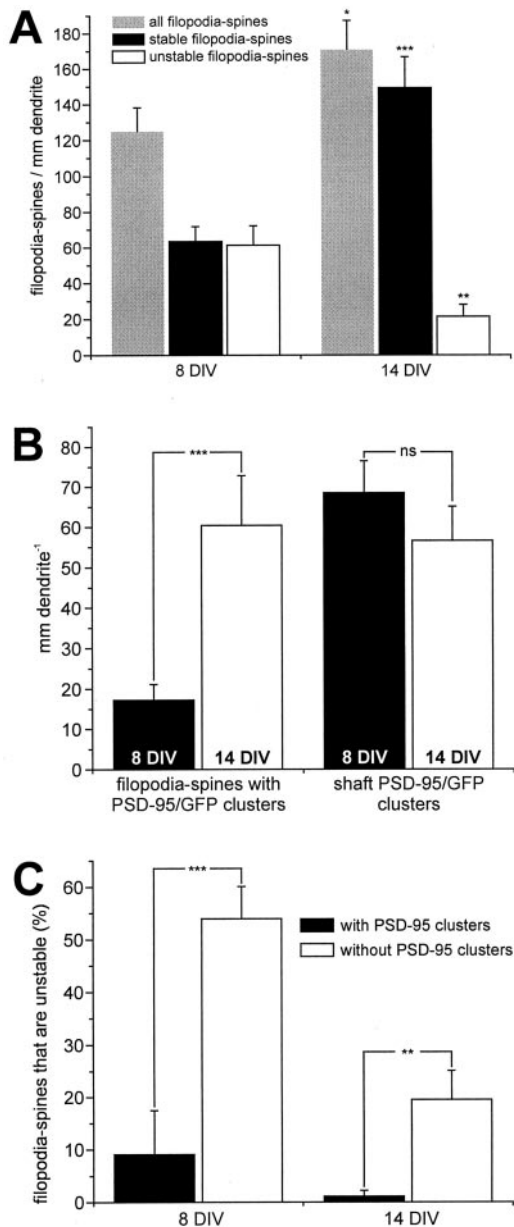 A
all filopodia-spines
stable filopodia-spines
unstable filopodia-spines
filopodia-spines / mm dendrite
180
160
140
120
100
80
60
40
20
0
*
***
**
8 DIV
14 DIV
B
mm dendrite⁻¹
85
80
70
60
50
40
30
20
10
0
***
ns
8 DIV
14 DIV
8 DIV
14 DIV
filopodia-spines with
PSD-95/GFP clusters
shaft PSD-95/GFP
clusters
C
filopodia-spines that are unstable (%)
60
50
40
30
20
10
0
***
with PSD-95 clusters
without PSD-95 clusters
**
8 DIV
14 DIV